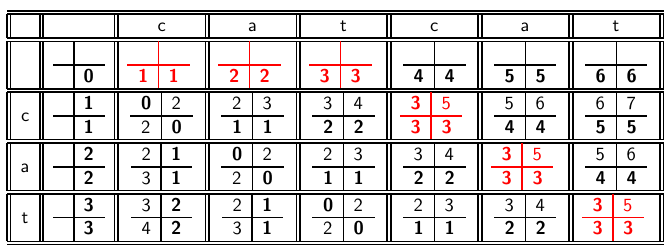 c a t c a t
0 1 1 2 2 3 3 4 4 5 5 6 6
1 0 2 2 3 3 4 3 5 5 6 6 7
c
1 2 0 1 1 2 2 3 3 4 4 5 5
2 2 1 0 2 2 3 3 4 3 5 5 6
a
2 3 1 2 0 1 1 2 2 3 3 4 4
3 3 2 2 1 0 2 2 3 3 4 3 5
t
3 4 2 3 1 2 0 1 1 2 2 3 3